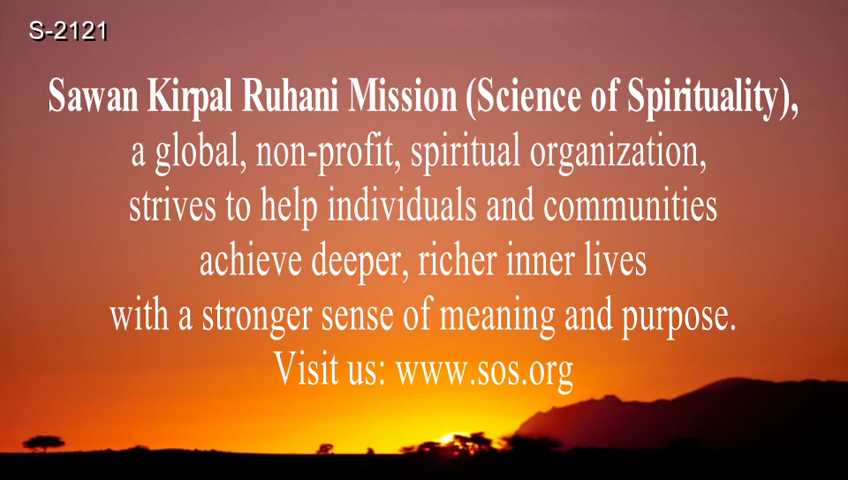 S-2121
Sawan Kirpal Ruhani Mission (Science of Spirituality),
a global, non-profit, spiritual organization,
strives to help individuals and communities
achieve deeper, richer inner lives
with a stronger sense of meaning and purpose.
Visit us: www.sos.org